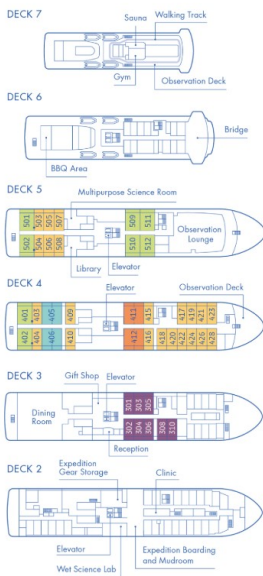 DECK 7
Sauna
Walking Track
Gym
Observation Deck
DECK 6
Bridge
BBQ Area
DECK 5
Multipurpose Science Room
501 503 505 507
509 511
502 504 506 508
510 512
Observation
Lounge
Library
Elevator
DECK 4
Elevator
Observation Deck
401 403 405 409
411 415 417 419 421 423
402 404 406 410
412 416 418 420 422 424 426 428
DECK 3
Gift Shop
Elevator
Dining
Room
301 303 305
302 304 306 308 310
Reception
DECK 2
Expedition
Gear Storage
Clinic
Elevator
Wet Science Lab
Expedition Boarding
and Mudroom